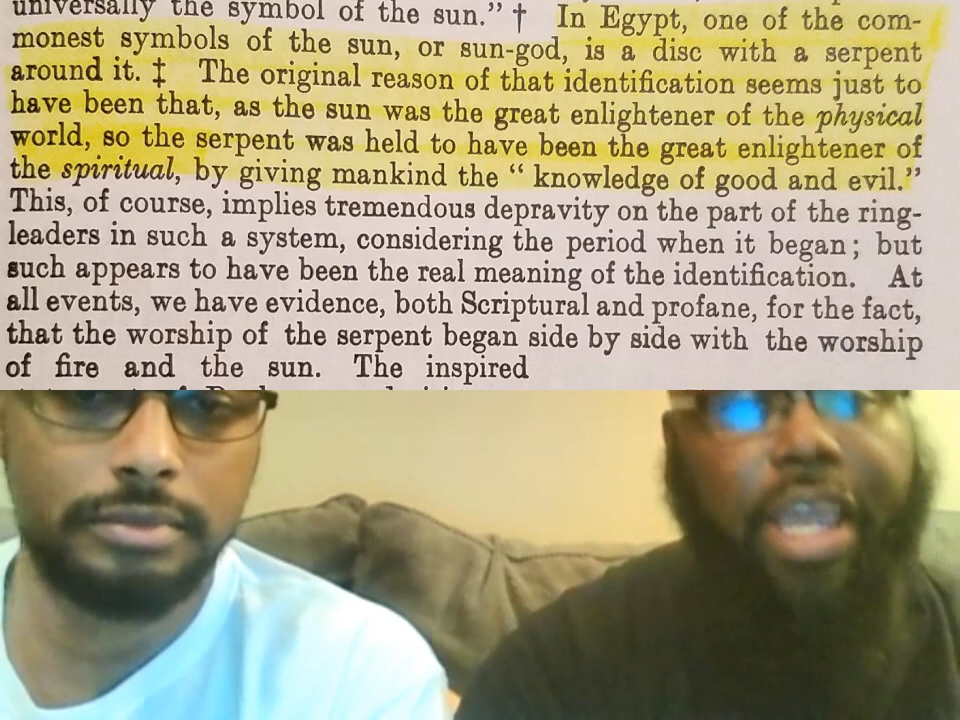 universally the symbol of the sun.” † In Egypt, one of the com-
monest symbols of the sun, or sun-god, is a disc with a serpent
around it. ‡ The original reason of that identification seems just to
have been that, as the sun was the great enlightener of the physical
world, so the serpent was held to have been the great enlightener of
the spiritual, by giving mankind the “ knowledge of good and evil.”
This, of course, implies tremendous depravity on the part of the ring-
leaders in such a system, considering the period when it began ; but
such appears to have been the real meaning of the identification. At
all events, we have evidence, both Scriptural and profane, for the fact,
that the worship of the serpent began side by side with the worship
of fire and the sun. The inspired